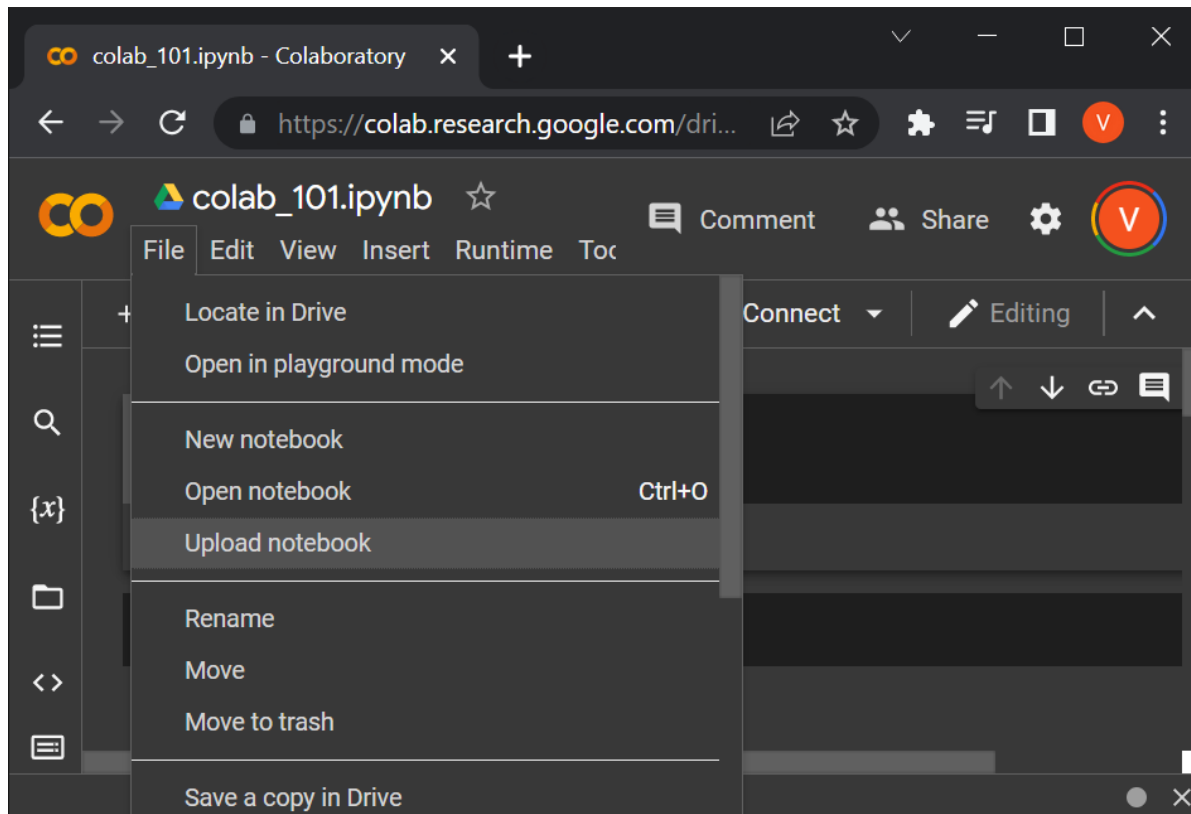 colab_101.ipynb - Colaboratory
https://colab.research.google.com/dri...
V
colab_101.ipynb
Comment
Share
V
File Edit View Insert Runtime Toc
Locate in Drive
Connect
Editing
Open in playground mode
New notebook
Open notebook Ctrl+O
Upload notebook
{x}
Rename
Move
Move to trash
Save a copy in Drive